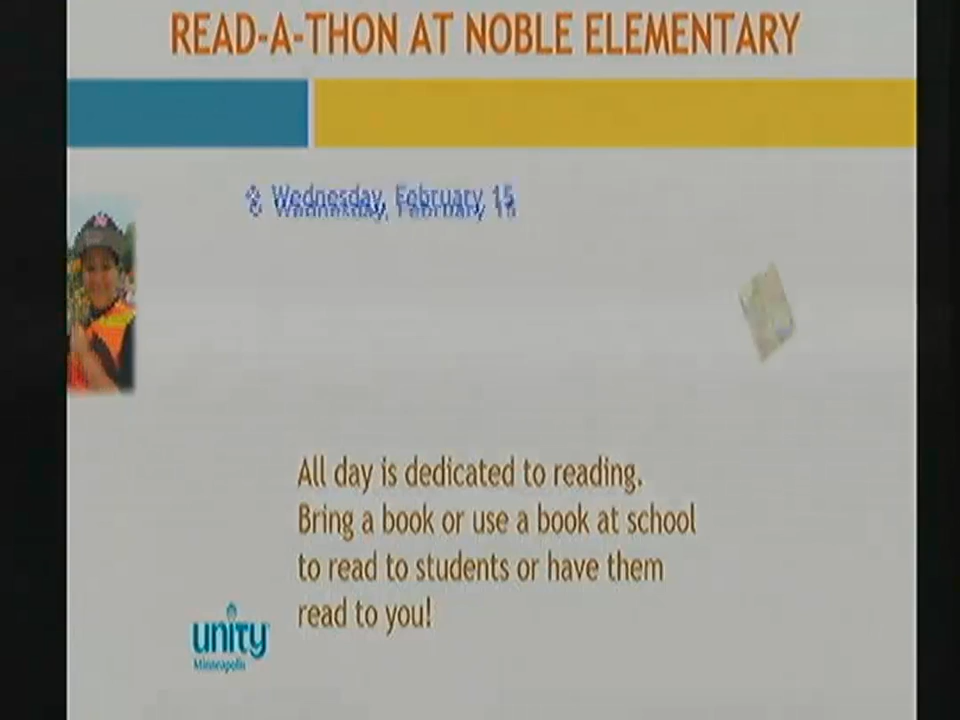 READ-A-THON AT NOBLE ELEMENTARY
Wednesday, February 15
All day is dedicated to reading.
Bring a book or use a book at school
to read to students or have them
read to you!
unity
Minneapolis